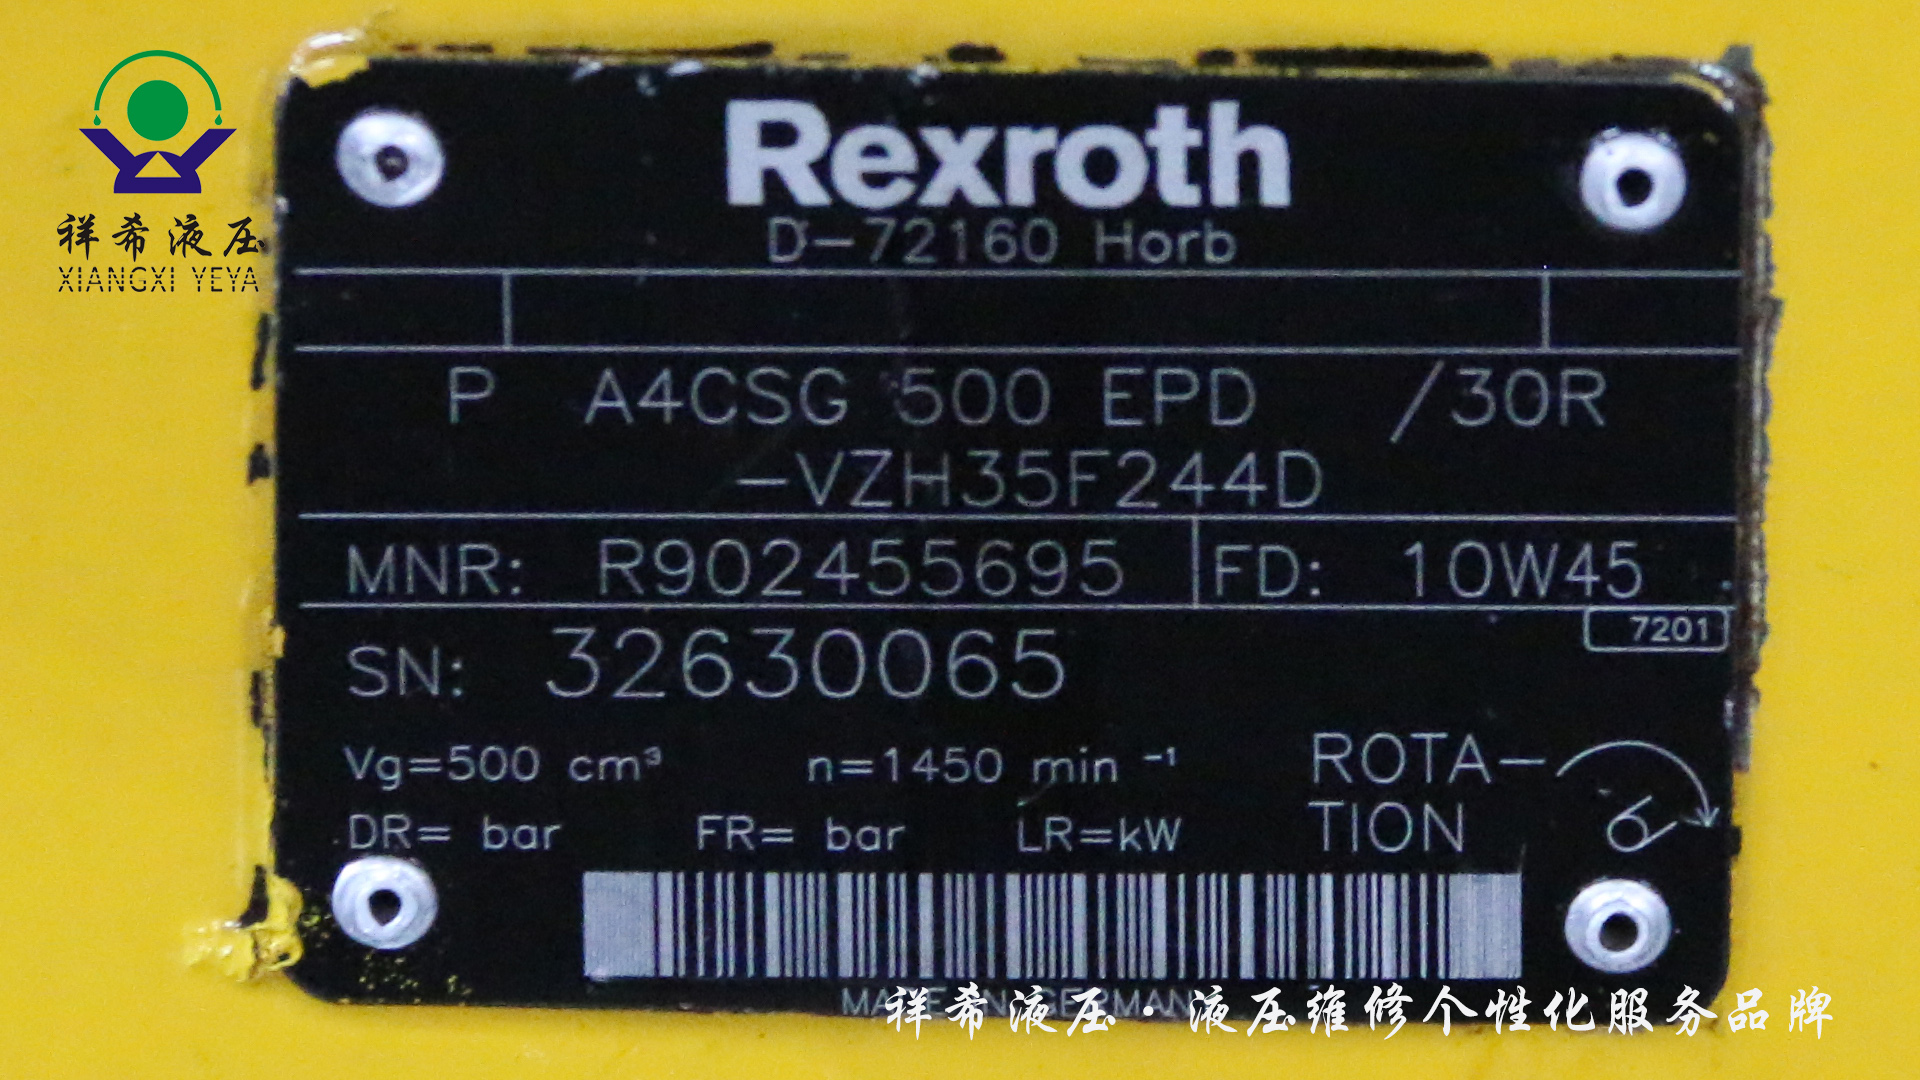 Rexroth
D-72160 Horb
P A4CSG 500 EPD /30R
-VZH35F244D
MNR: R902455695 FD: 10W45
7201
SN: 32630065
Vg=500 cm³ n=1450 min ⁻¹
ROTA-
TION
DR= bar FR= bar LR=kW
祥希液压
XIANGXI YEYA
祥希液压·液压维修个性化服务品牌